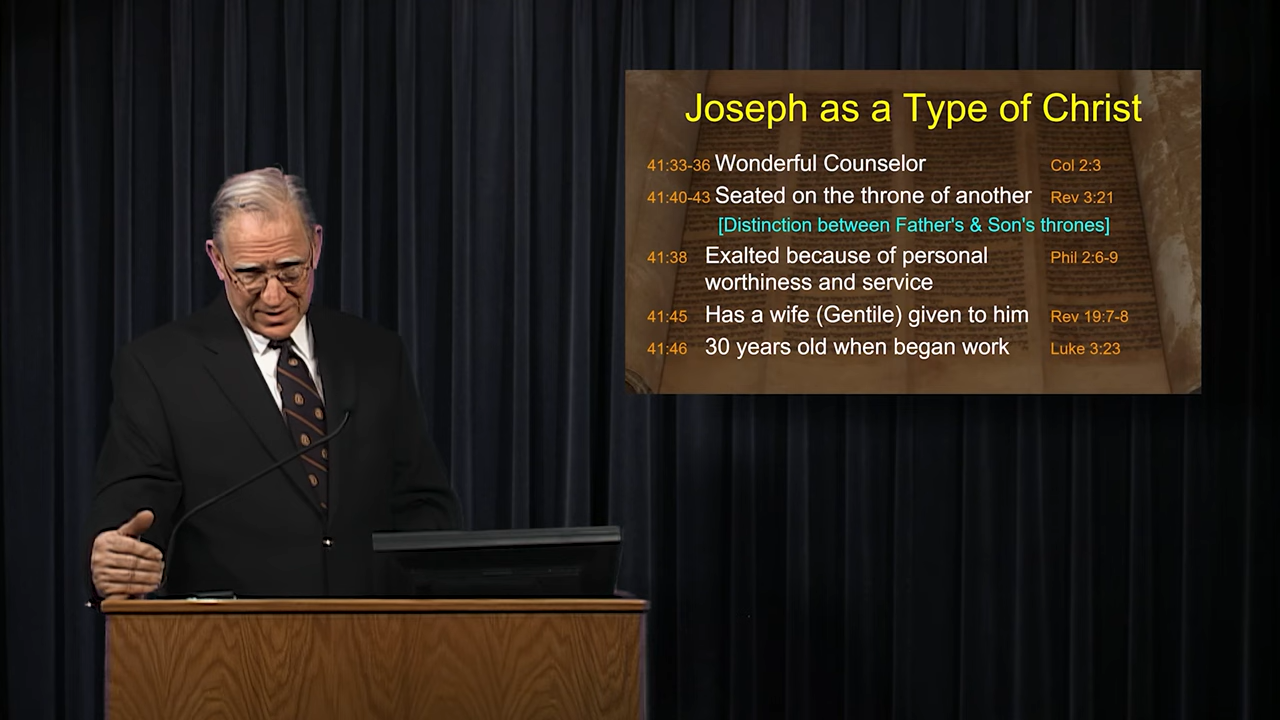 Joseph as a Type of Christ
41:33-36 Wonderful Counselor Col 2:3
41:40-43 Seated on the throne of another Rev 3:21
[Distinction between Father's & Son's thrones]
41:38 Exalted because of personal Phil 2:6-9
worthiness and service
41:45 Has a wife (Gentile) given to him Rev 19:7-8
41:46 30 years old when began work Luke 3:23